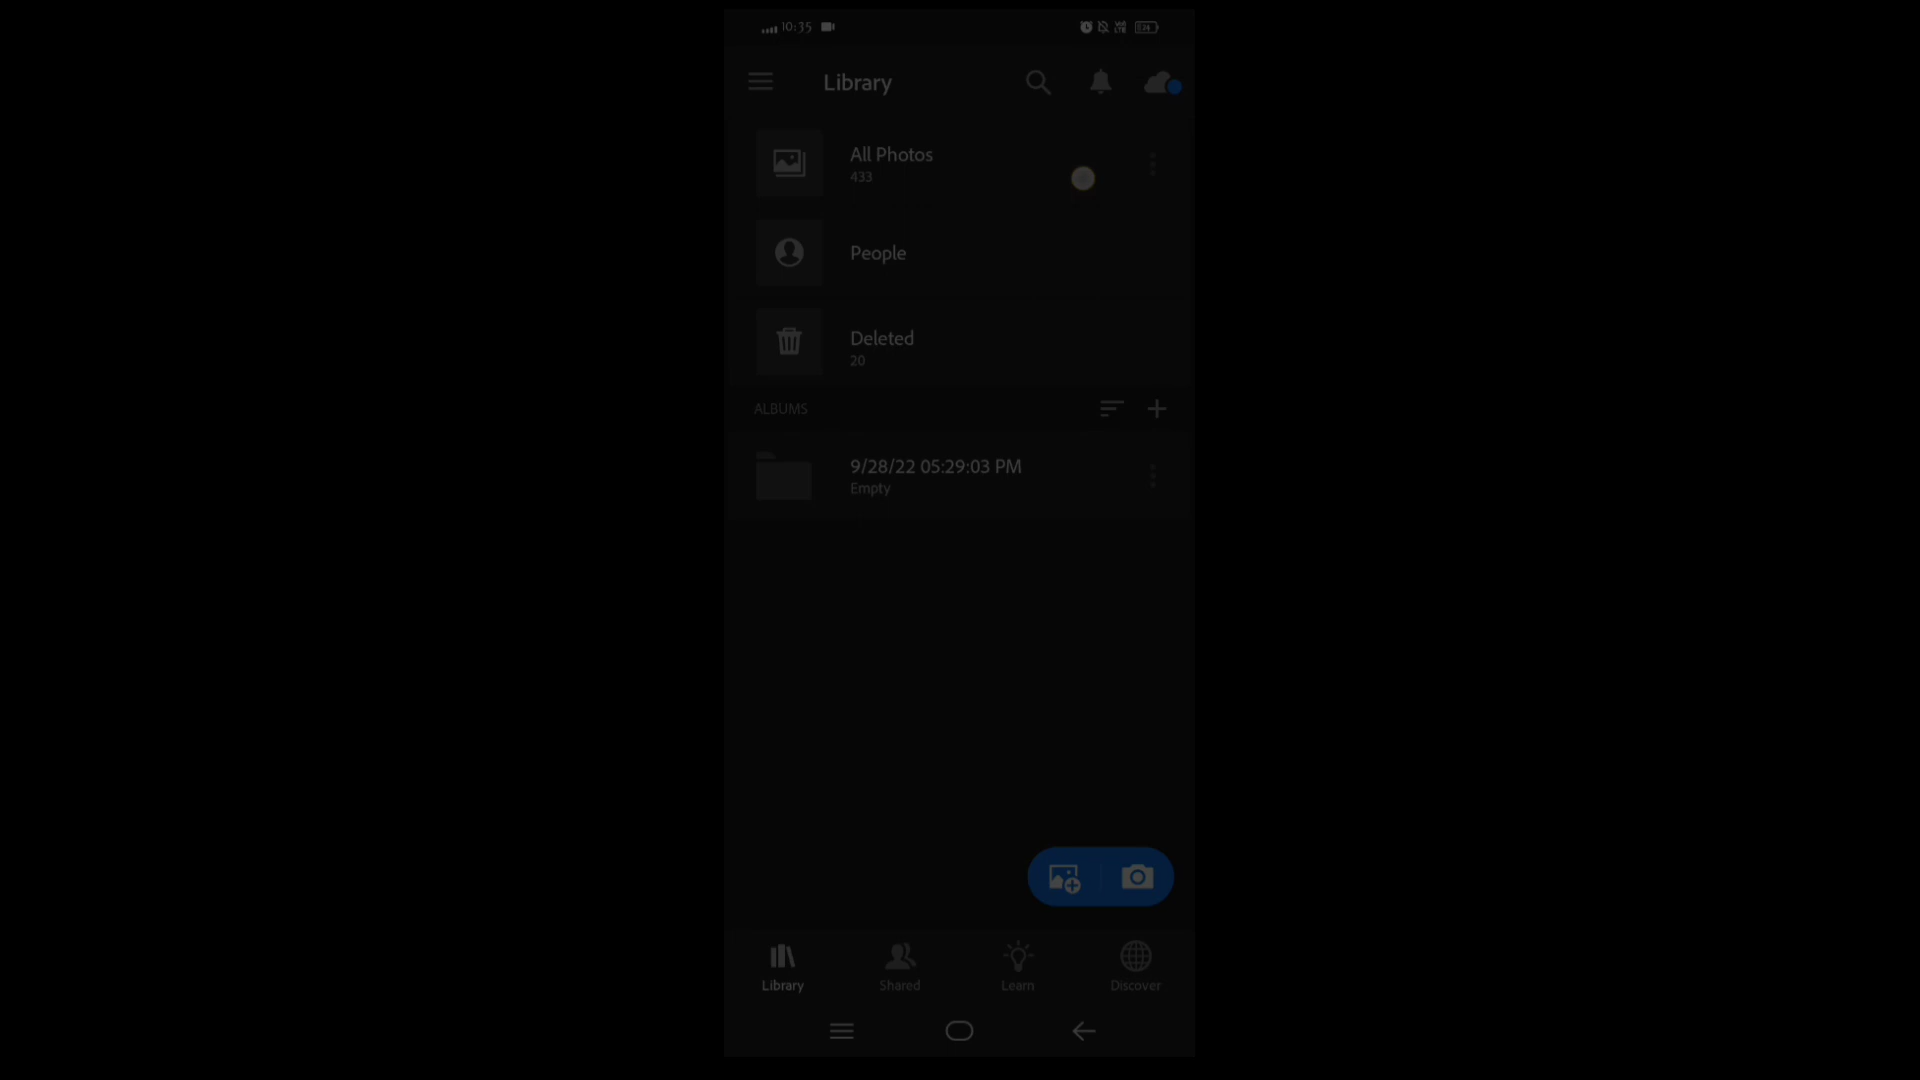 10:35
Library
All Photos
433
People
Deleted
20
ALBUMS
9/28/22 05:29:03 PM
Empty
Library
Shared
Learn
Discover